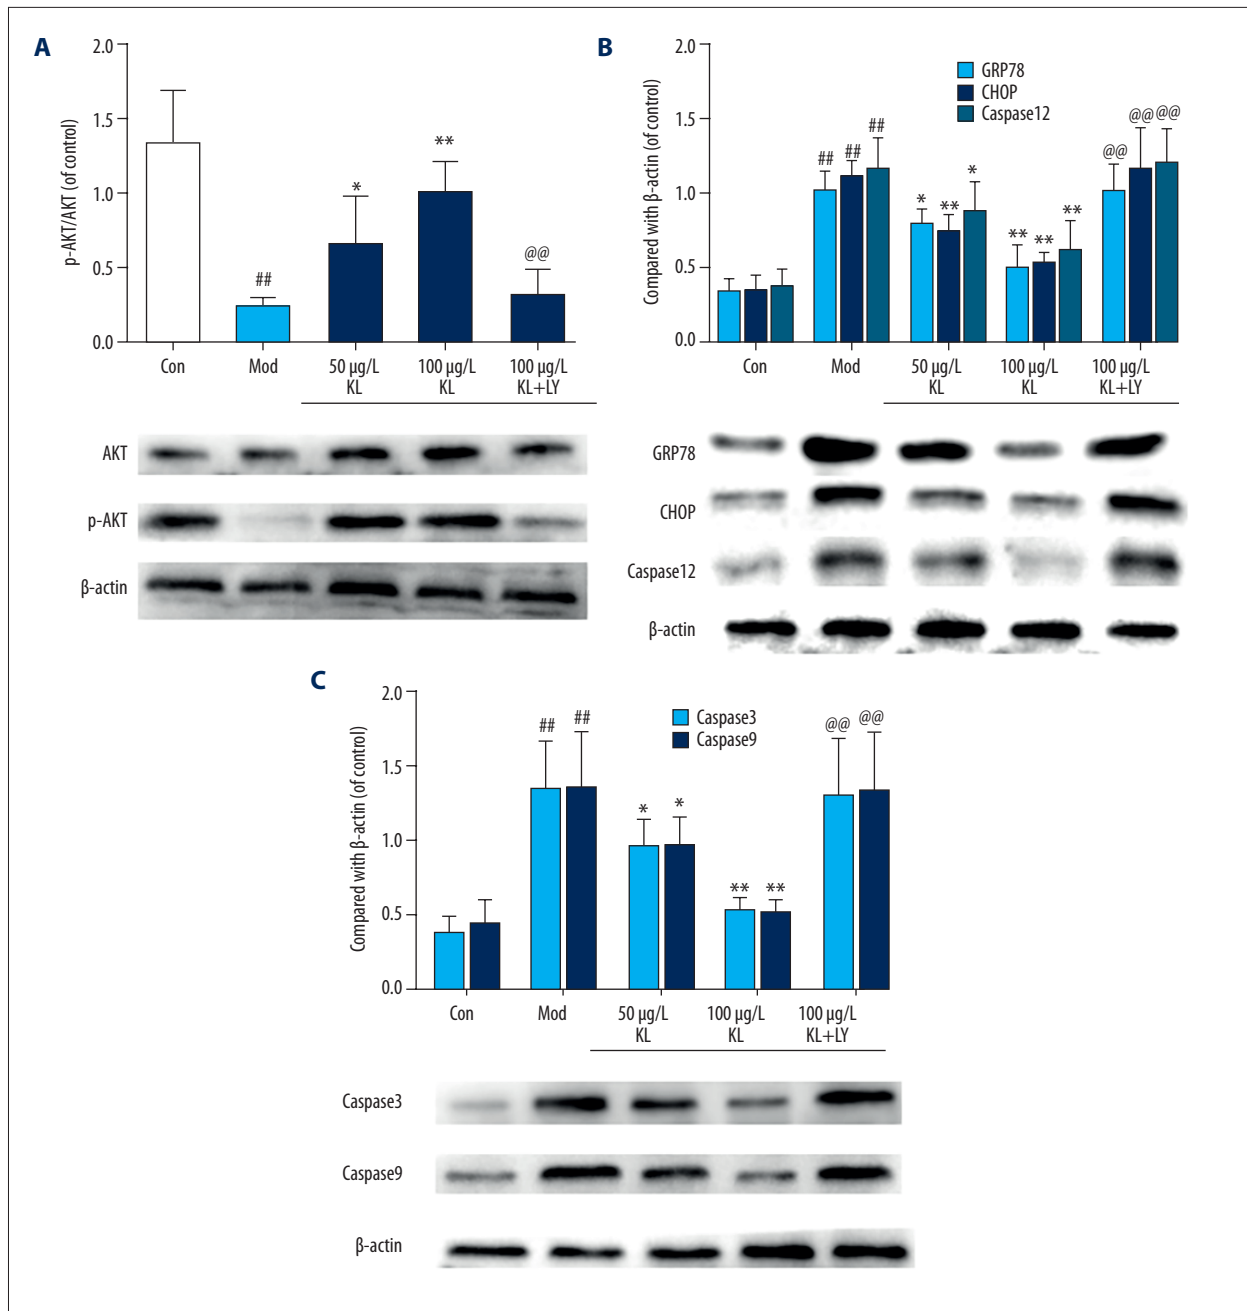 A
p-AKT/AKT (of control)
2.0
1.5
1.0
0.5
0.0
##
*
**
@@
Con
Mod
50 µg/L
KL
100 µg/L
KL
100 µg/L
KL+LY
AKT
p-AKT
β-actin
B
Compared with β-actin (of control)
2.0
1.5
1.0
0.5
0.0
GRP78
CHOP
Caspase12
## ## ##
* ** *
** ** **
@@ @@ @@
Con
Mod
50 µg/L
KL
100 µg/L
KL
100 µg/L
KL+LY
GRP78
CHOP
Caspase12
β-actin
C
Compared with β-actin (of control)
2.0
1.5
1.0
0.5
0.0
Caspase3
Caspase9
## ##
* *
** **
@@ @@
Con
Mod
50 µg/L
KL
100 µg/L
KL
100 µg/L
KL+LY
Caspase3
Caspase9
β-actin